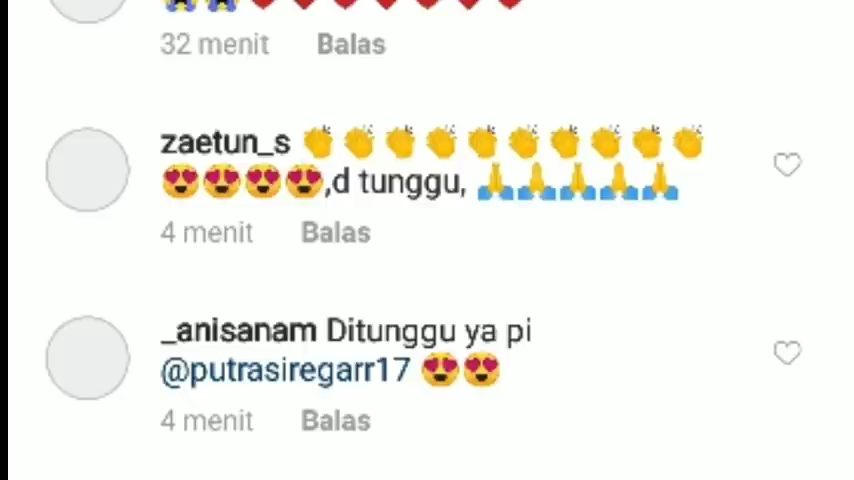 32 menit Balas
zaetun_s 👏👏👏👏👏👏👏👏👏👏
😍😍😍😍,d tunggu, 🙏🙏🙏🙏🙏
4 menit Balas
_anisanam Ditunggu ya pi
@putrasiregarr17 😍😍
4 menit Balas